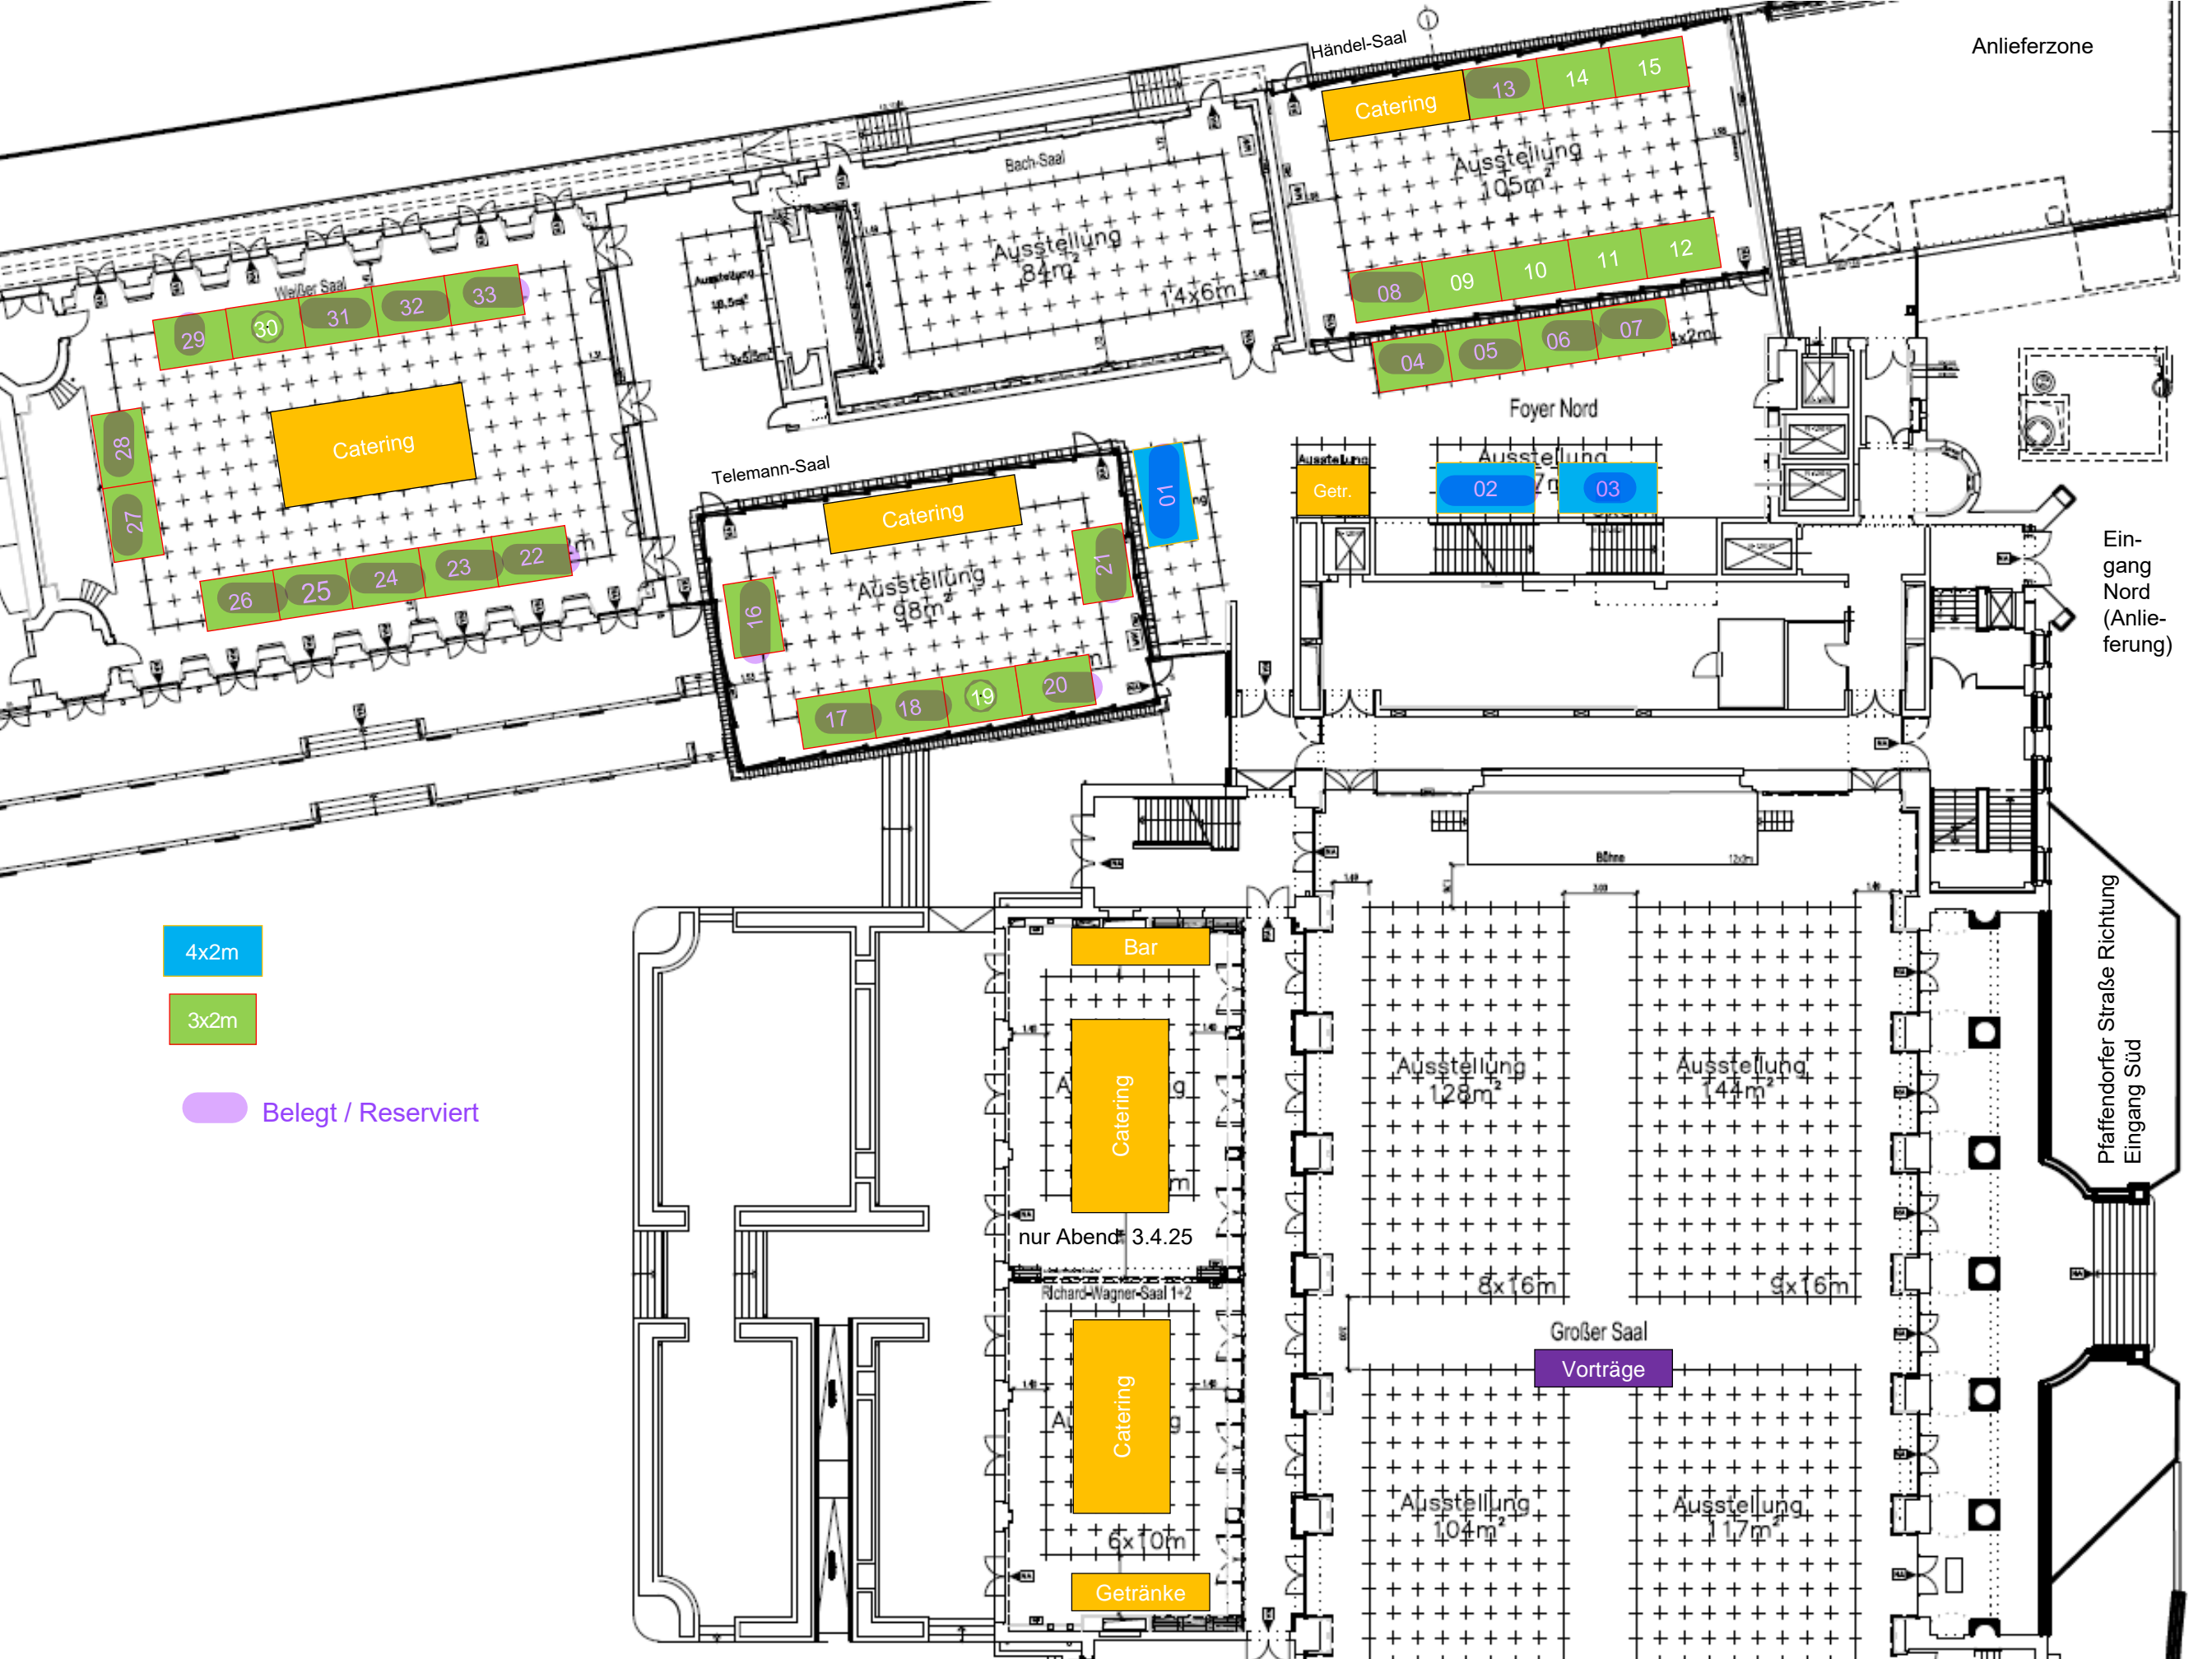 Händel-Saal
Anlieferzone
Catering
13
14
15
Ausstellung
105m²
Bach-Saal
Ausstellung
84m²
14x6m
08
09
10
11
12
04
05
06
07
4x2m
Foyer Nord
Weißer Saal
29
30
31
32
33
28
27
Catering
26
25
24
23
22
m
Telemann-Saal
Catering
Ausstellung
98m²
16
21
17
18
19
20
01
Ausstellung
Getr.
Ausstellung
02
03
Ein-
gang
Nord
(Anlie-
ferung)
Bühne
Pfaffendorfer Straße Richtung
Eingang Süd
4x2m
3x2m
Belegt / Reserviert
Bar
Catering
nur Abend 3.4.25
Richard-Wagner-Saal 1+2
Catering
6x10m
Getränke
Ausstellung
128m²
8x16m
Ausstellung
144m²
9x16m
Großer Saal
Vorträge
Ausstellung
104m²
Ausstellung
117m²